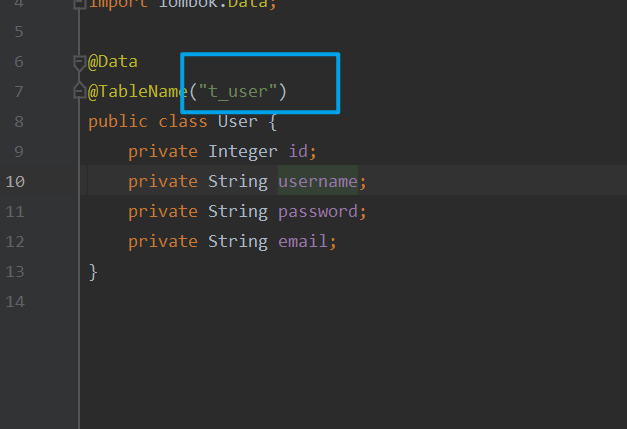 4 import lombok.Data;
5
6 @Data
7 @TableName("t_user")
8 public class User {
9 private Integer id;
10 private String username;
11 private String password;
12 private String email;
13 }
14